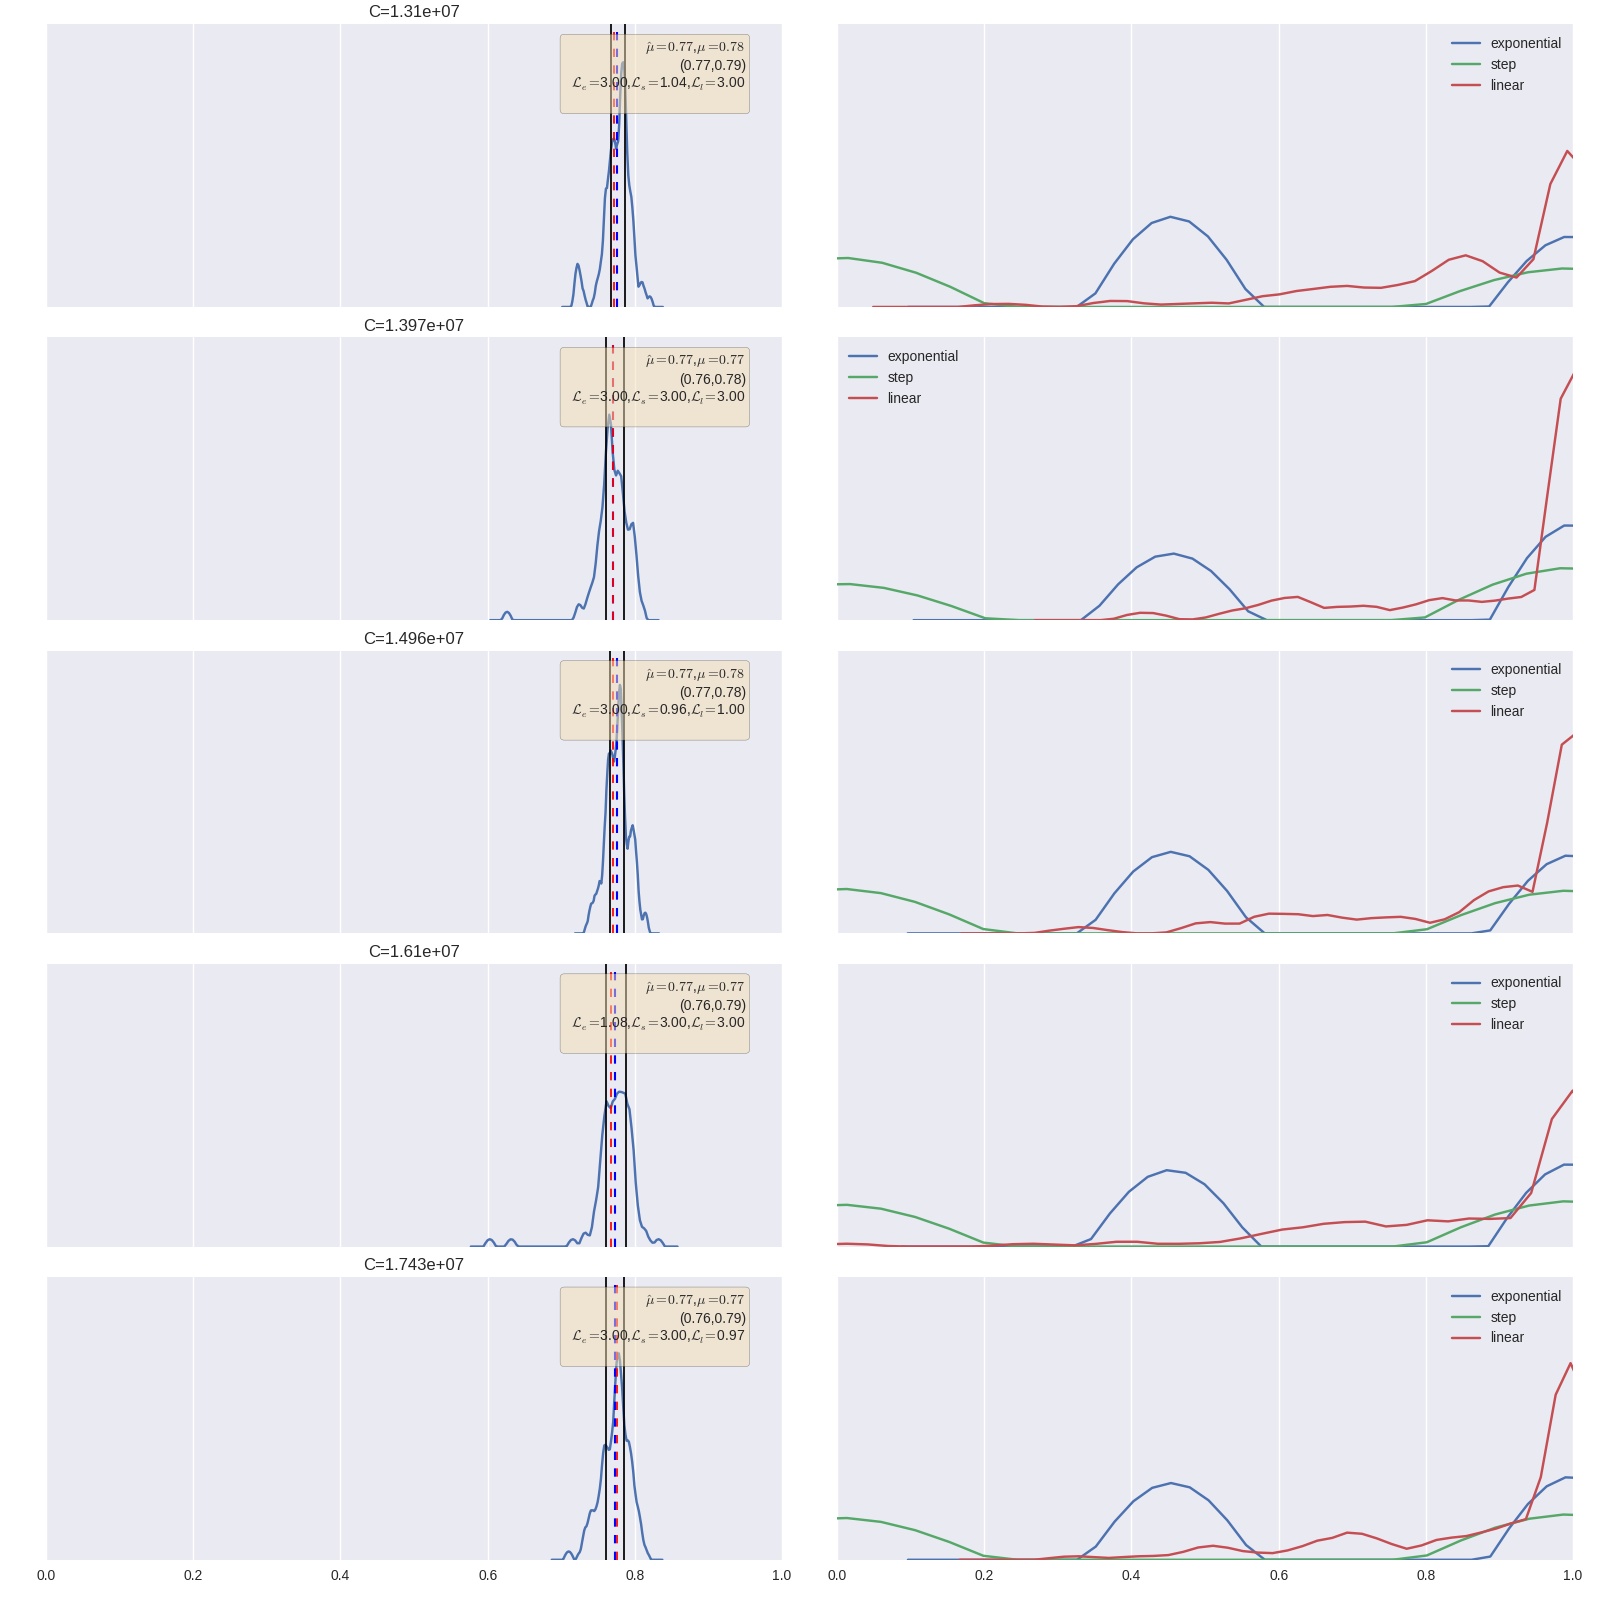 C=1.31e+07
μ̂=0.77,μ=0.78
(0.77,0.79)
ℒₑ=3.00,ℒₛ=1.04,ℒₗ=3.00
exponential
step
linear
C=1.397e+07
μ̂=0.77,μ=0.77
(0.76,0.78)
ℒₑ=3.00,ℒₛ=3.00,ℒₗ=3.00
exponential
step
linear
C=1.496e+07
μ̂=0.77,μ=0.78
(0.77,0.78)
ℒₑ=3.00,ℒₛ=0.96,ℒₗ=1.00
exponential
step
linear
C=1.61e+07
μ̂=0.77,μ=0.77
(0.76,0.79)
ℒₑ=1.08,ℒₛ=3.00,ℒₗ=3.00
exponential
step
linear
C=1.743e+07
μ̂=0.77,μ=0.77
(0.76,0.79)
ℒₑ=3.00,ℒₛ=3.00,ℒₗ=0.97
exponential
step
linear
0.0 0.2 0.4 0.6 0.8 1.0
0.0 0.2 0.4 0.6 0.8 1.0